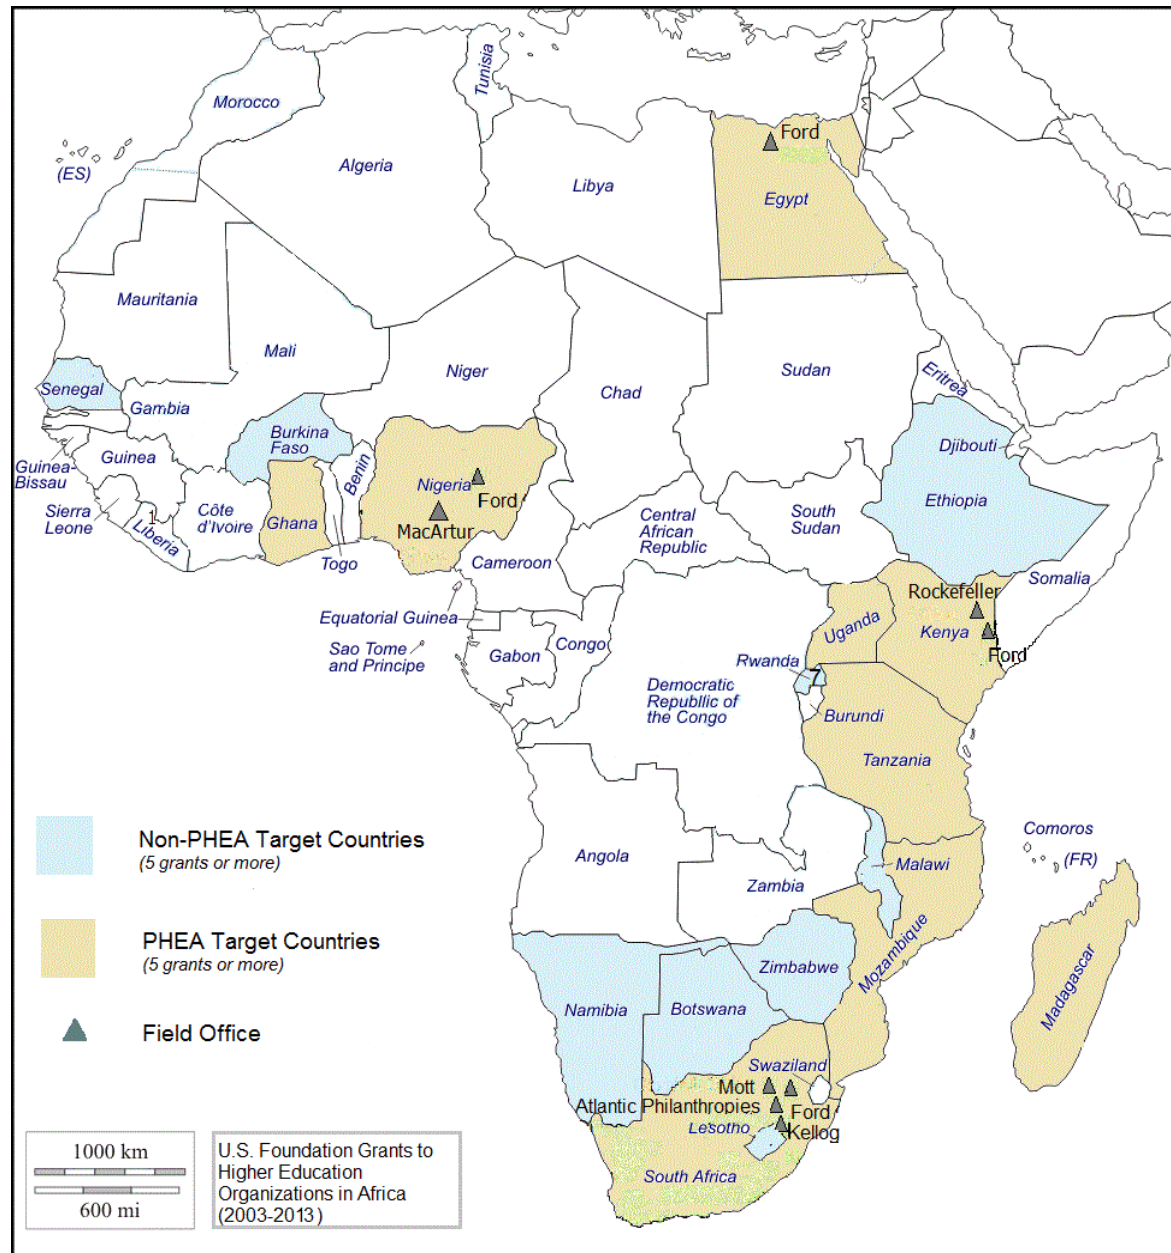 Morocco
Tunisia
(ES)
Algeria
Libya
Ford
Egypt
Mauritania
Mali
Niger
Chad
Sudan
Eritrea
Senegal
Gambia
Burkina
Faso
Djibouti
Guinea-
Bissau
Guinea
Benin
Nigeria
Ford
Ethiopia
Sierra
Leone
1
Liberia
Côte
d'Ivoire
Ghana
MacArtur
Central
African
Republic
South
Sudan
Togo
Cameroon
Somalia
Equatorial Guinea
Rockefeller
Uganda
Kenya
Sao Tome
and Principe
Gabon
Congo
Rwanda
7
Ford
Democratic
Republlic of
the Congo
Burundi
Tanzania
Non-PHEA Target Countries
(5 grants or more)
Comoros
(FR)
Angola
Malawi
Zambia
PHEA Target Countries
(5 grants or more)
Mozambique
Zimbabwe
Madagascar
Namibia
Botswana
Field Office
Swaziland
Mott
Atlantic Philanthropies
Ford
Lesotho
Kellog
South Africa
1000 km
600 mi
U.S. Foundation Grants to
Higher Education
Organizations in Africa
(2003-2013)